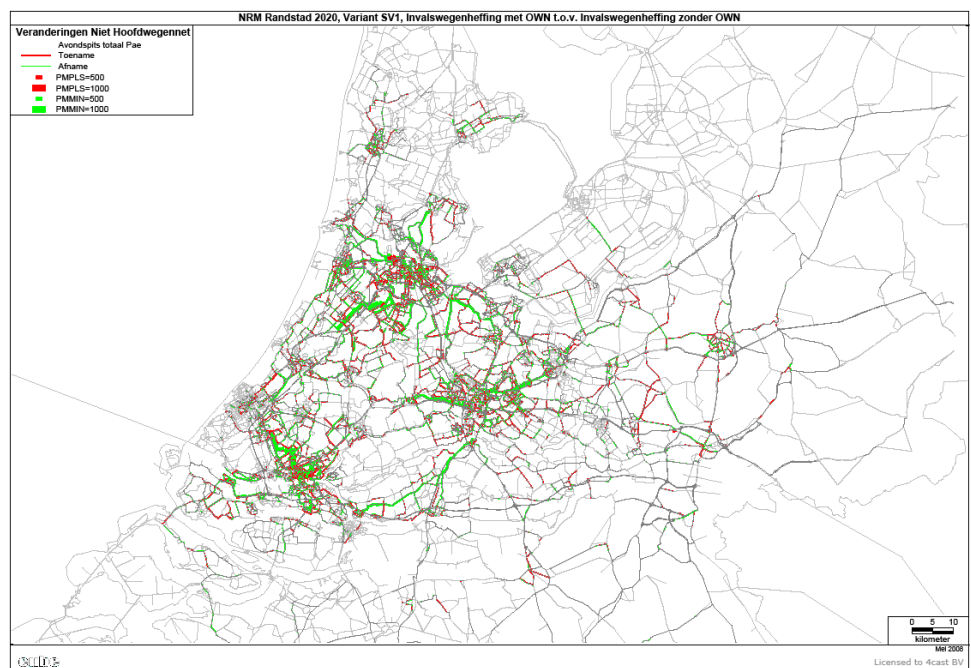 NRM Randstad 2020, Variant SV1, Invalswegenheffing met OWN t.o.v. Invalswegenheffing zonder OWN
Veranderingen Niet Hoofdwegennet
Avondspits totaal Pae
Toename
Afname
PMPLS=500
PMPLS=1000
PMMIN=500
PMMIN=1000
0 5 10
kilometer
Mei 2008
cube
Licensed to 4cast BV